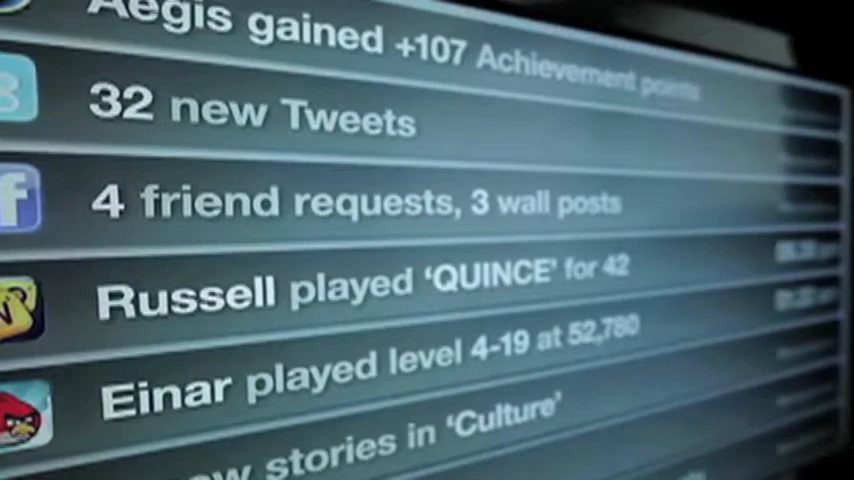 Aegis gained +107 Achievement points
32 new Tweets
f 4 friend requests, 3 wall posts
Russell played ‘QUINCE’ for 42
Einar played level 4-19 at 52,780
stories in ‘Culture’